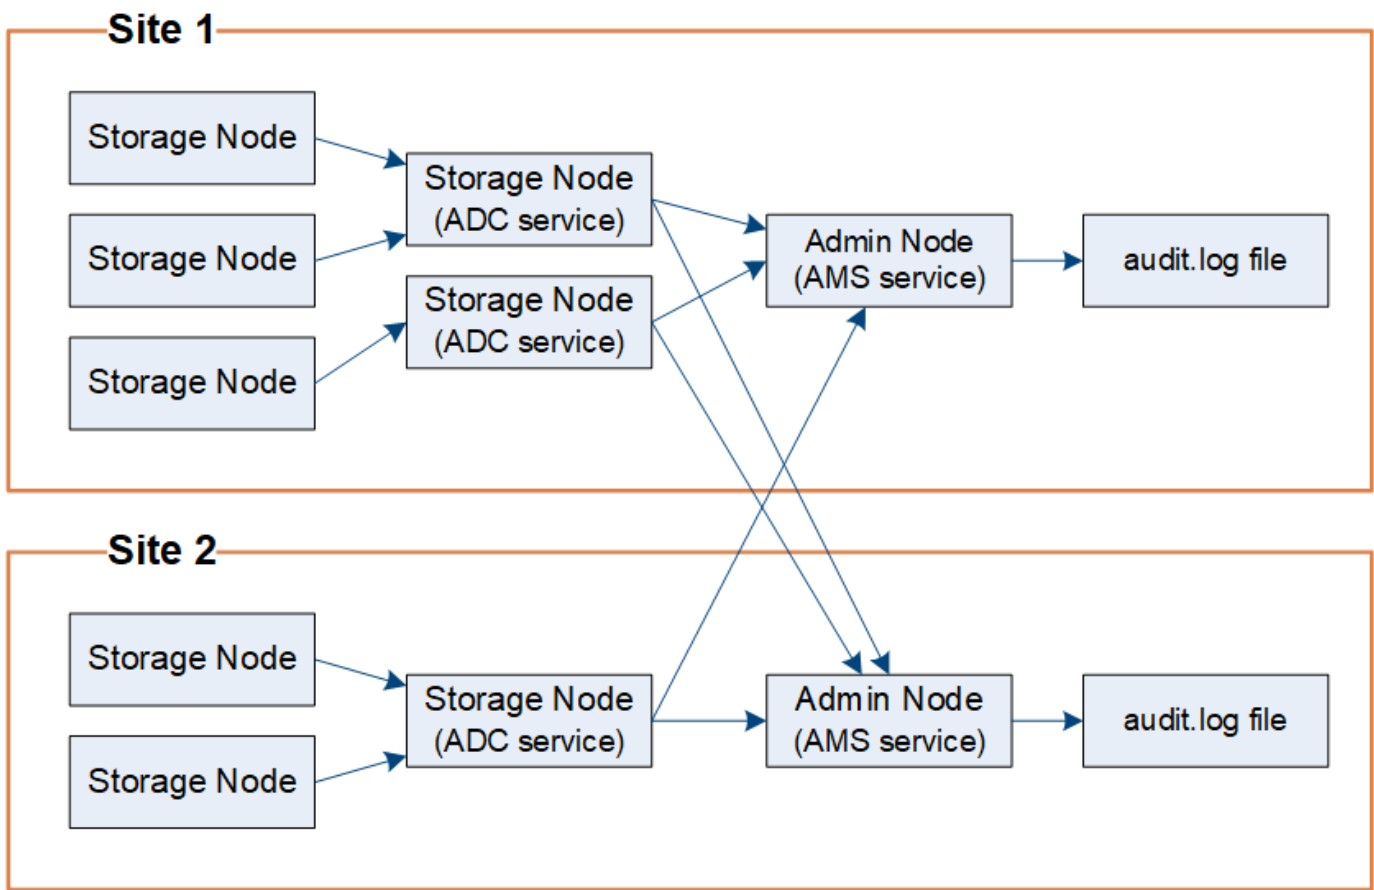 Site 1
Storage Node
Storage Node
Storage Node
Storage Node
(ADC service)
Storage Node
(ADC service)
Admin Node
(AMS service)
audit.log file
Site 2
Storage Node
Storage Node
Storage Node
(ADC service)
Admin Node
(AMS service)
audit.log file